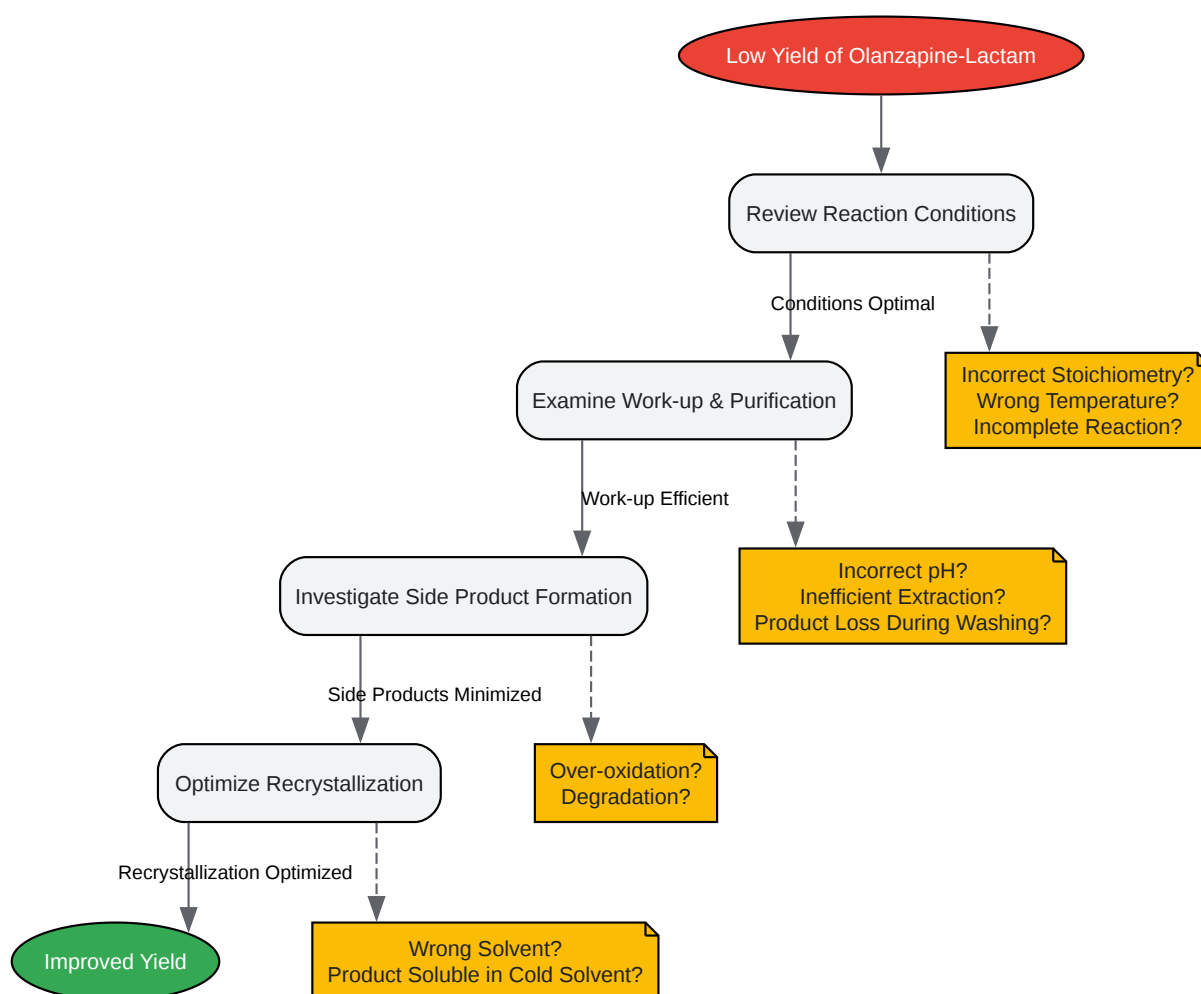 Low Yield of Olanzapine-Lactam
Review Reaction Conditions
Conditions Optimal
Incorrect Stoichiometry?
Wrong Temperature?
Incomplete Reaction?
Examine Work-up & Purification
Work-up Efficient
Incorrect pH?
Inefficient Extraction?
Product Loss During Washing?
Investigate Side Product Formation
Side Products Minimized
Over-oxidation?
Degradation?
Optimize Recrystallization
Recrystallization Optimized
Wrong Solvent?
Product Soluble in Cold Solvent?
Improved Yield